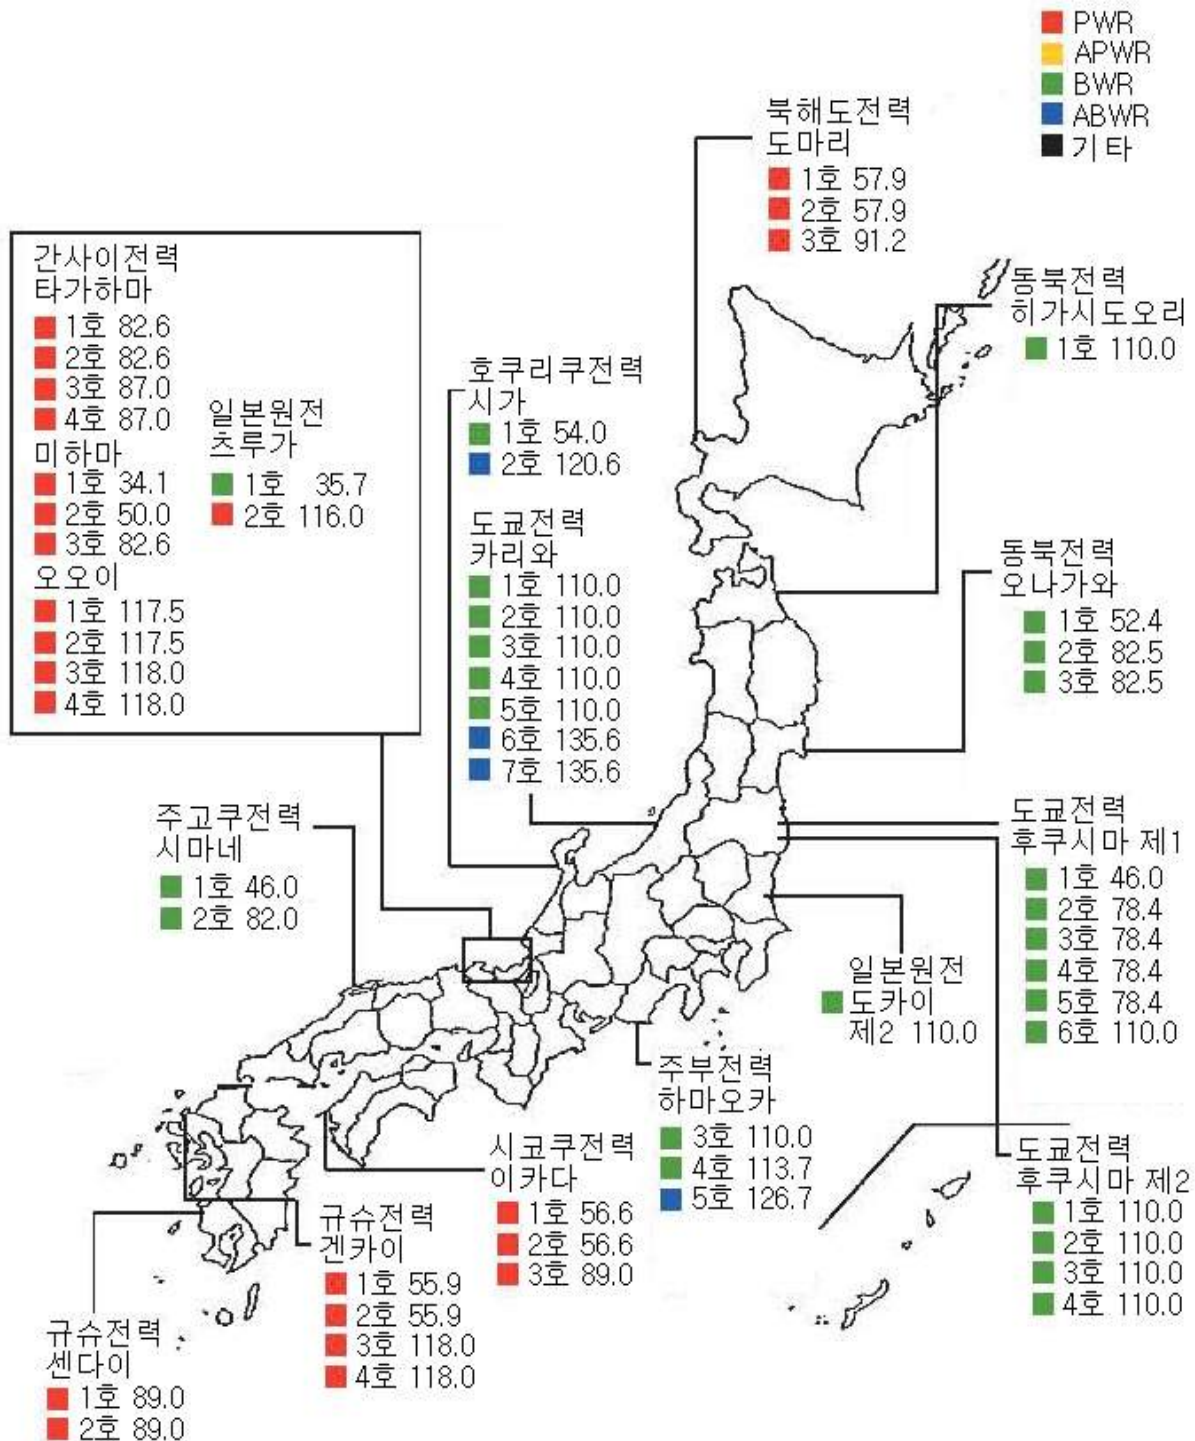 PWR
APWR
BWR
ABWR
기타
북해도전력
도마리
1호 57.9
2호 57.9
3호 91.2
간사이전력
타가하마
1호 82.6
2호 82.6
3호 87.0
4호 87.0
미하마
1호 34.1
2호 50.0
3호 82.6
오오이
1호 117.5
2호 117.5
3호 118.0
4호 118.0
일본원전
츠루가
1호 35.7
2호 116.0
호쿠리쿠전력
시가
1호 54.0
2호 120.6
동북전력
히가시도오리
1호 110.0
도쿄전력
카리와
1호 110.0
2호 110.0
3호 110.0
4호 110.0
5호 110.0
6호 135.6
7호 135.6
동북전력
오나가와
1호 52.4
2호 82.5
3호 82.5
주고쿠전력
시마네
1호 46.0
2호 82.0
도쿄전력
후쿠시마 제1
1호 46.0
2호 78.4
3호 78.4
4호 78.4
5호 78.4
6호 110.0
일본원전
도카이
제2 110.0
주부전력
하마오카
3호 110.0
4호 113.7
5호 126.7
시코쿠전력
이카다
1호 56.6
2호 56.6
3호 89.0
도쿄전력
후쿠시마 제2
1호 110.0
2호 110.0
3호 110.0
4호 110.0
규슈전력
겐카이
1호 55.9
2호 55.9
3호 118.0
4호 118.0
규슈전력
센다이
1호 89.0
2호 89.0